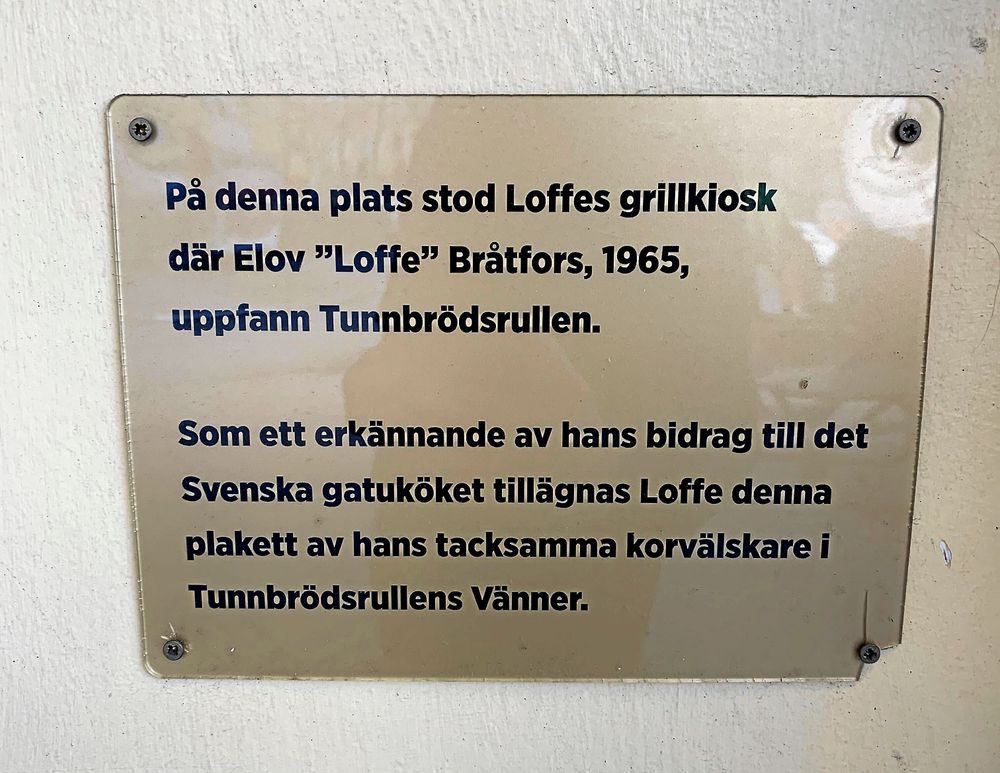 På denna plats stod Loffes grillkiosk
där Elov ”Loffe” Bråtfors, 1965,
uppfann Tunnbrödsrullen.
Som ett erkännande av hans bidrag till det
Svenska gatuköket tillägnas Loffe denna
plakett av hans tacksamma korvälskare i
Tunnbrödsrullens Vänner.